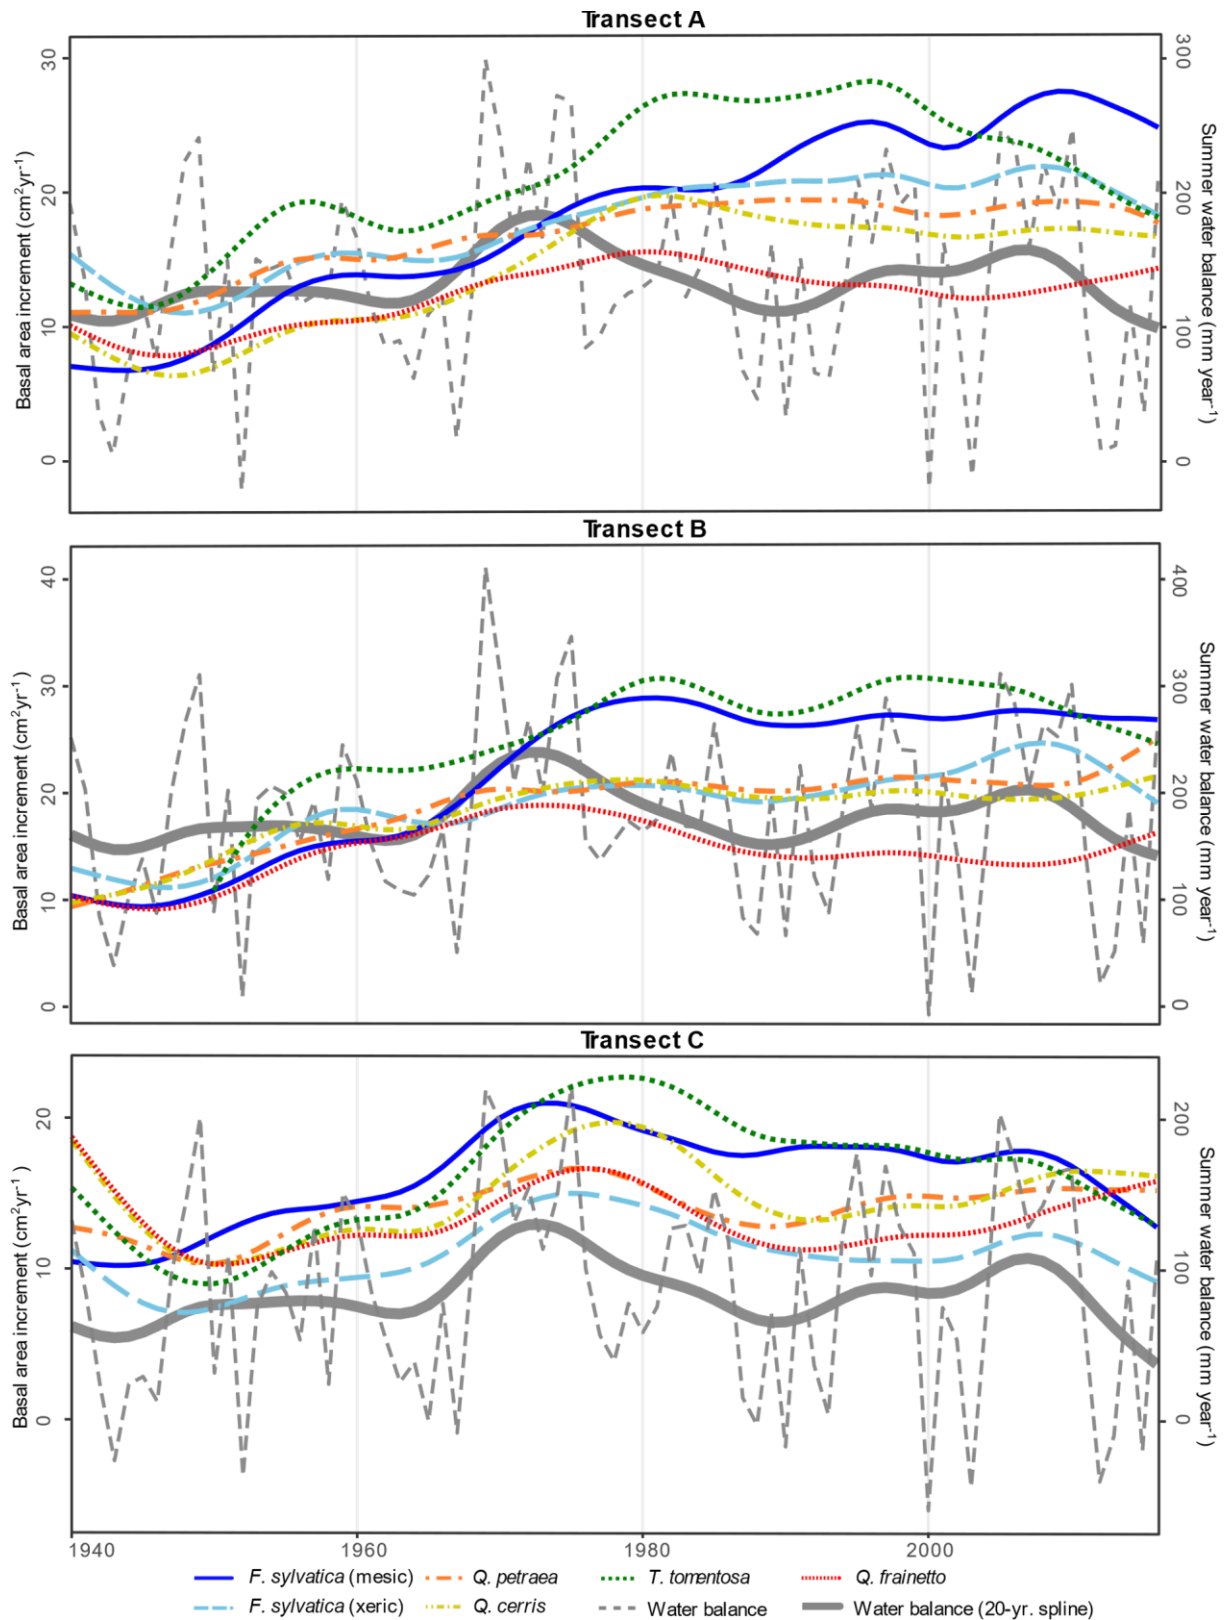 Transect A
30
20
10
0
Basal area increment (cm²yr⁻¹)
300
200
100
0
Summer water balance (mm year⁻¹)
Transect B
40
30
20
10
0
Basal area increment (cm²yr⁻¹)
400
300
200
100
0
Summer water balance (mm year⁻¹)
Transect C
20
10
0
Basal area increment (cm²yr⁻¹)
200
100
0
Summer water balance (mm year⁻¹)
1940 1960 1980 2000
F. sylvatica (mesic) Q. petraea T. tomentosa Q. frainetto
F. sylvatica (xeric) Q. cerris Water balance Water balance (20-yr. spline)